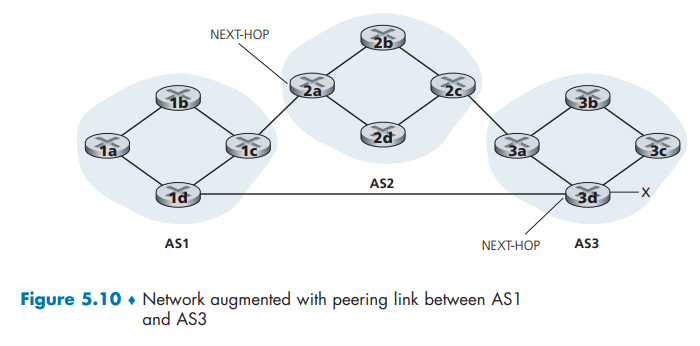 NEXT-HOP
2b
2a
2c
1b
3b
2d
1a
1c
3a
3c
AS2
1d
3d
X
AS1
NEXT-HOP
AS3
Figure 5.10 ♦ Network augmented with peering link between AS1
and AS3